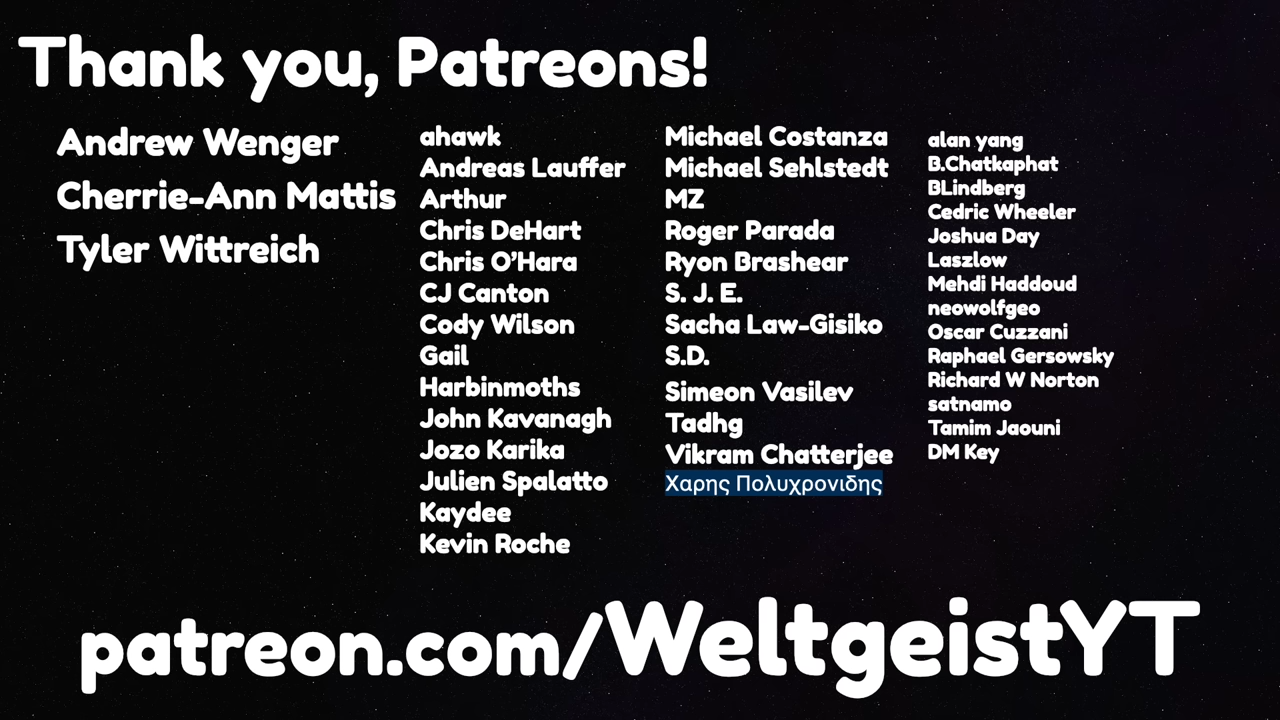 Thank you, Patreons!
Andrew Wenger
Cherrie-Ann Mattis
Tyler Wittreich
ahawk
Andreas Lauffer
Arthur
Chris DeHart
Chris O’Hara
CJ Canton
Cody Wilson
Gail
Harbinmoths
John Kavanagh
Jozo Karika
Julien Spalatto
Kaydee
Kevin Roche
Michael Costanza
Michael Sehlstedt
MZ
Roger Parada
Ryon Brashear
S. J. E.
Sacha Law-Gisiko
S.D.
Simeon Vasilev
Tadhg
Vikram Chatterjee
Χαρης Πολυχρονιδης
alan yang
B.Chatkaphat
BLindberg
Cedric Wheeler
Joshua Day
Laszlow
Mehdi Haddoud
neowolfgeo
Oscar Cuzzani
Raphael Gersowsky
Richard W Norton
satnamo
Tamim Jaouni
DM Key
patreon.com/WeltgeistYT